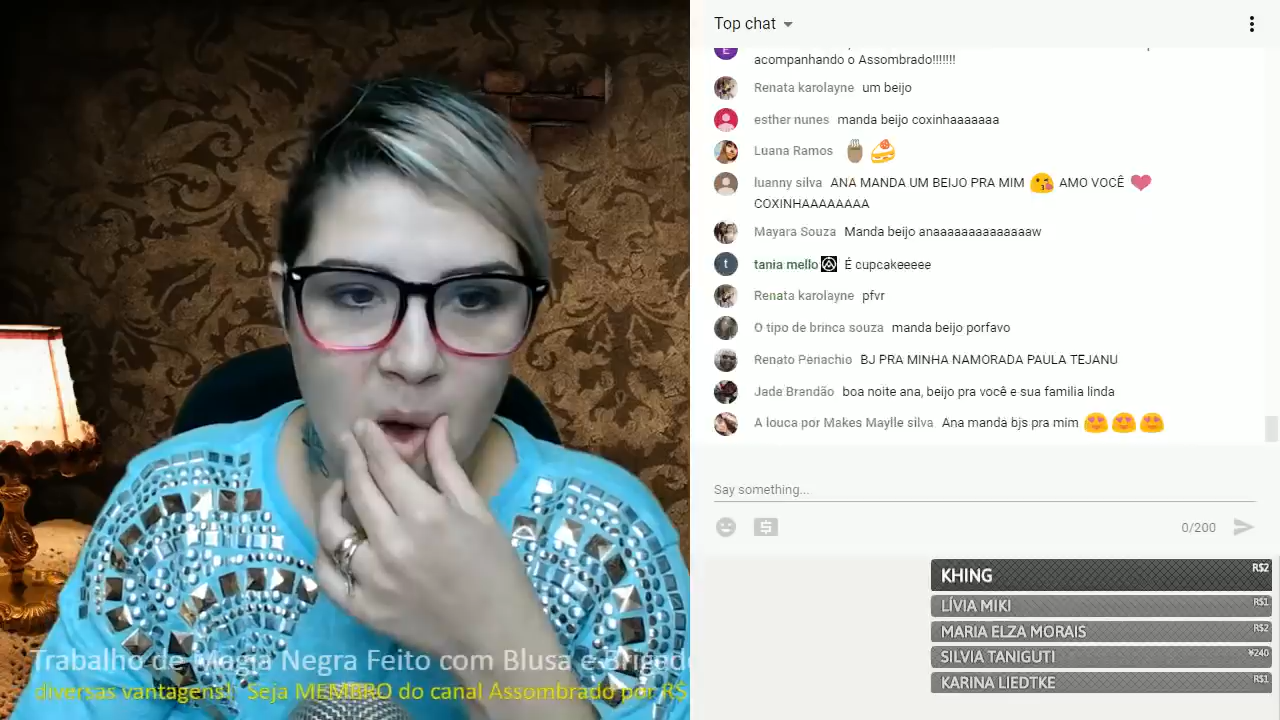 Top chat
E
acompanhando o Assombrado!!!!!!!
Renata karolayne um beijo
esther nunes manda beijo coxinhaaaaaaa
Luana Ramos
luanny silva ANA MANDA UM BEIJO PRA MIM AMO VOCÊ
COXINHAAAAAAAA
Mayara Souza Manda beijo anaaaaaaaaaaaaaaw
t tania mello É cupcakeeeee
Renata karolayne pfvr
O tipo de brinca souza manda beijo porfavo
Renato Penachio BJ PRA MINHA NAMORADA PAULA TEJANU
Jade Brandão boa noite ana, beijo pra você e sua familia linda
A louca por Makes Maylle silva Ana manda bjs pra mim
Say something...
0/200
KHING R$2
LÍVIA MIKI R$1
MARIA ELZA MORAIS R$2
SILVIA TANIGUTI ¥240
KARINA LIEDTKE R$1
Trabalho de Magia Negra Feito com Blusa e Brigade
diversas vantagens! Seja MEMBRO do canal Assombrado por R$